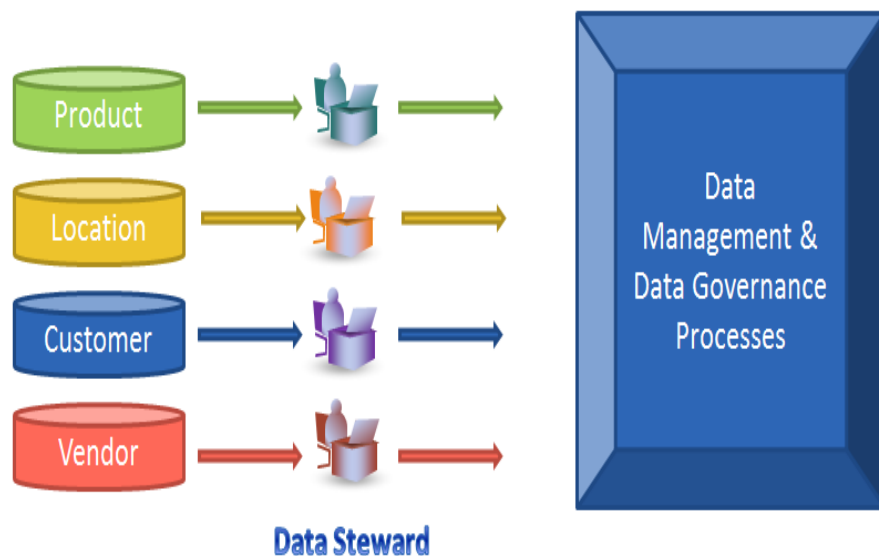 Product
Location
Customer
Vendor
Data Steward
Data
Management &
Data Governance
Processes